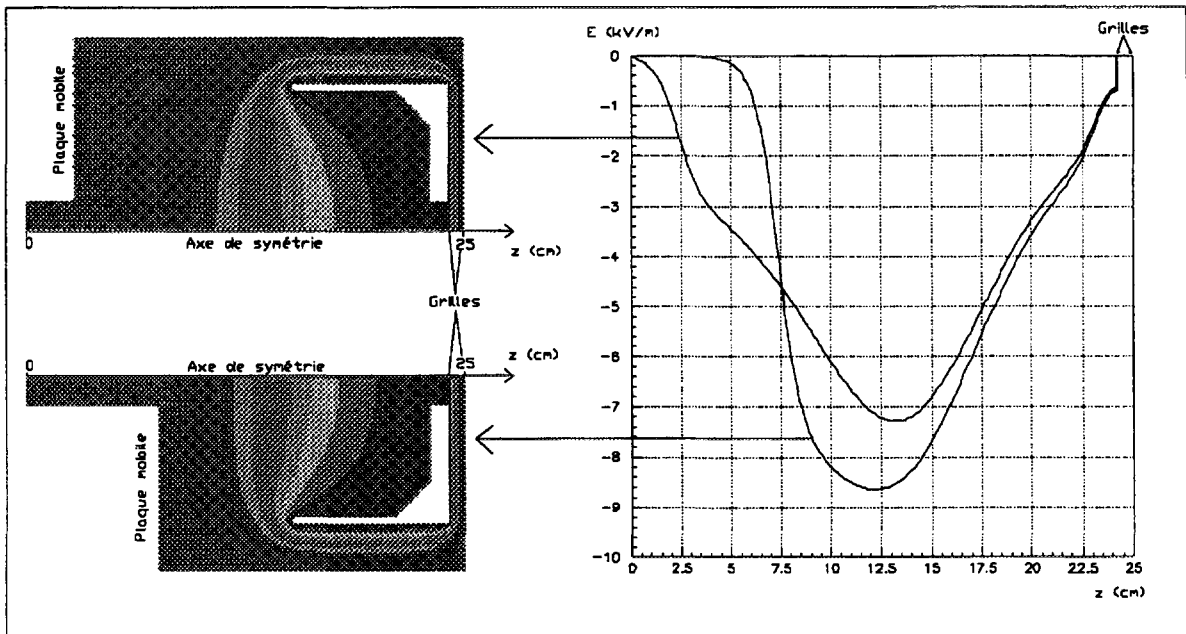 Plaque mobile
0
Axe de symétrie
25
z (cm)
Grilles
0
Axe de symétrie
z (cm)
25
Plaque mobile
E (kV/m)
Grilles
0
-1
-2
-3
-4
-5
-6
-7
-8
-9
-10
0
2.5
5
7.5
10
12.5
15
17.5
20
22.5
25
z (cm)